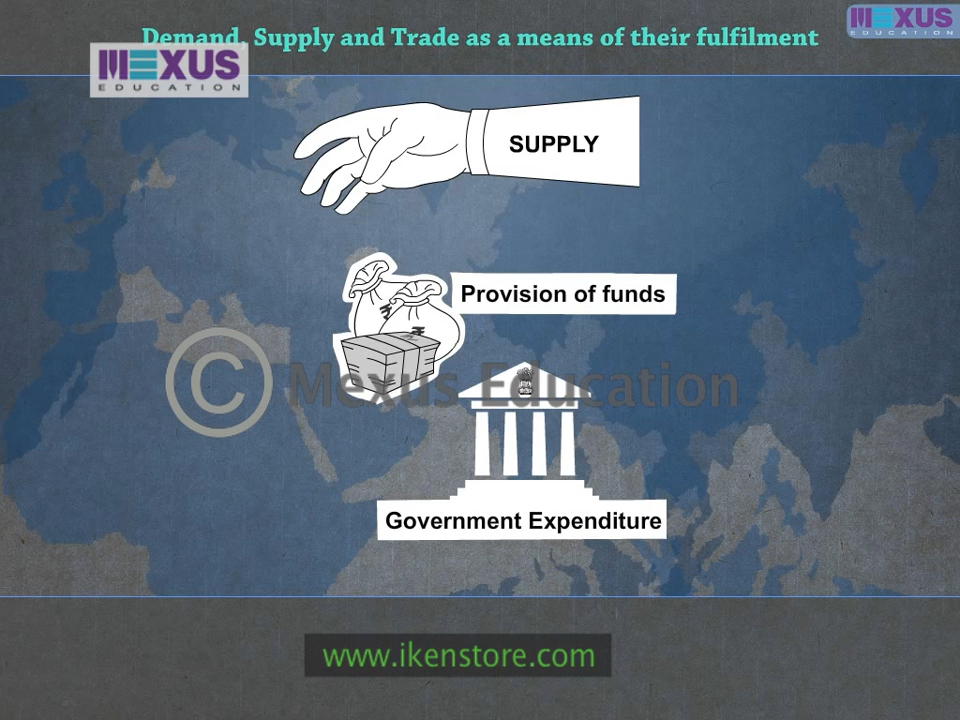 Demand, Supply and Trade as a means of their fulfilment
MEXUS
EDUCATION
MEXUS
EDUCATION
SUPPLY
Provision of funds
₹
₹
© Mexus Education
Government Expenditure
www.ikenstore.com